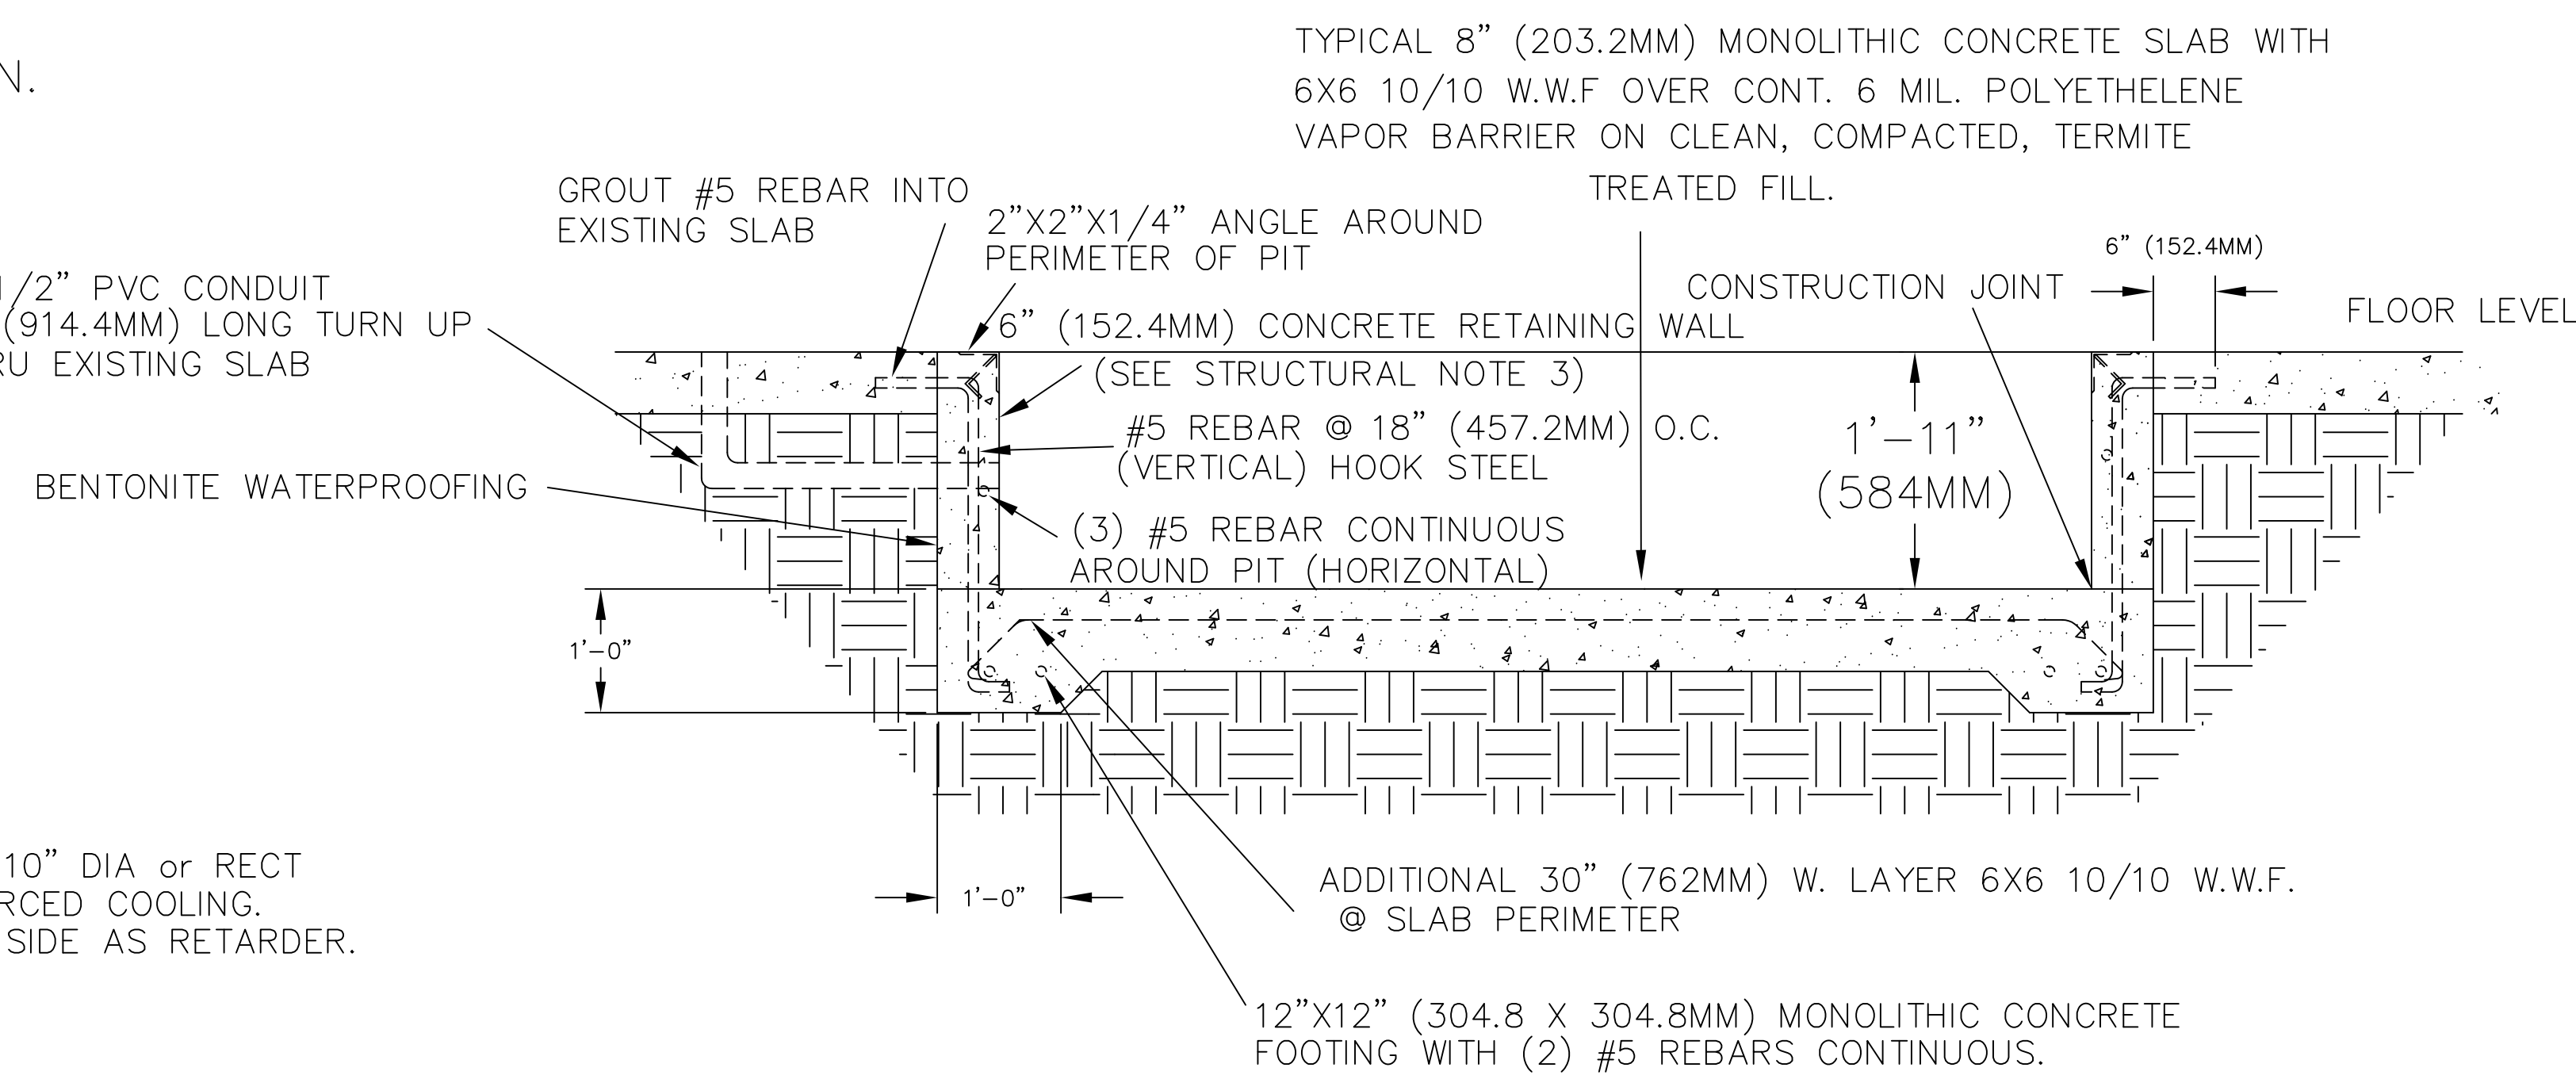 N.
TYPICAL 8" (203.2MM) MONOLITHIC CONCRETE SLAB WITH
6X6 10/10 W.W.F OVER CONT. 6 MIL. POLYETHELENE
VAPOR BARRIER ON CLEAN, COMPACTED, TERMITE
TREATED FILL.
GROUT #5 REBAR INTO
EXISTING SLAB
2"X2"X1/4" ANGLE AROUND
PERIMETER OF PIT
6" (152.4MM)
CONSTRUCTION JOINT
FLOOR LEVEL
1/2" PVC CONDUIT
(914.4MM) LONG TURN UP
RU EXISTING SLAB
6" (152.4MM) CONCRETE RETAINING WALL
(SEE STRUCTURAL NOTE 3)
#5 REBAR @ 18" (457.2MM) O.C.
(VERTICAL) HOOK STEEL
1'-11"
(584MM)
BENTONITE WATERPROOFING
(3) #5 REBAR CONTINUOUS
AROUND PIT (HORIZONTAL)
1'-0"
1'-0"
10" DIA or RECT
RCED COOLING.
SIDE AS RETARDER.
ADDITIONAL 30" (762MM) W. LAYER 6X6 10/10 W.W.F.
@ SLAB PERIMETER
12"X12" (304.8 X 304.8MM) MONOLITHIC CONCRETE
FOOTING WITH (2) #5 REBARS CONTINUOUS.